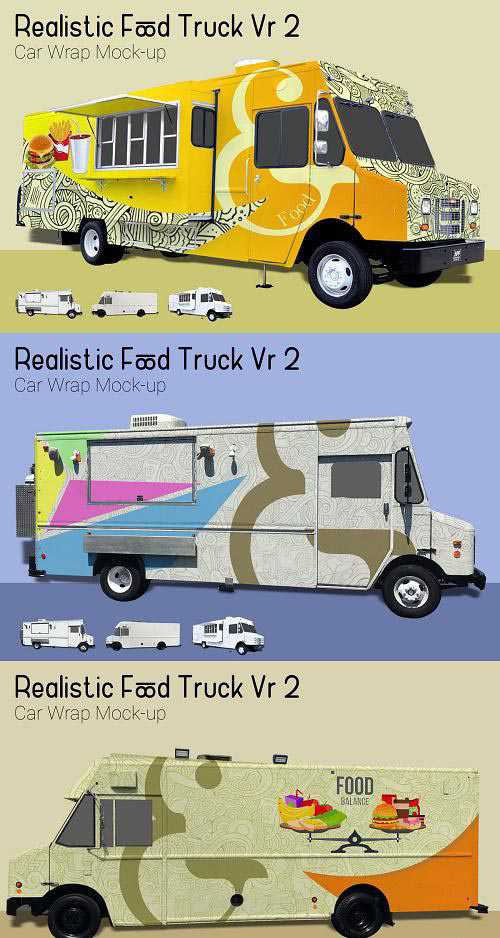 Realistic Food Truck Vr 2
Car Wrap Mock-up
&
Food
Realistic Food Truck Vr 2
Car Wrap Mock-up
&
Realistic Food Truck Vr 2
Car Wrap Mock-up
FOOD
BALANCE